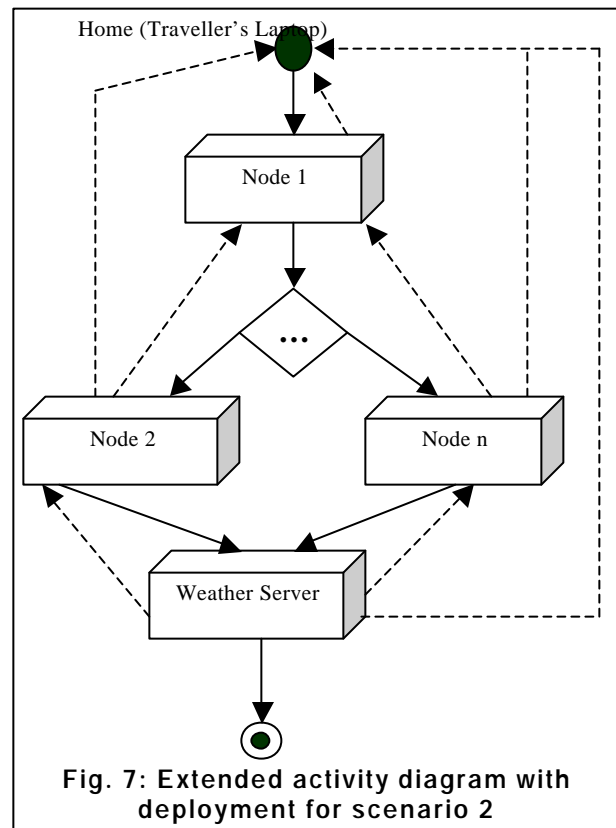 Home (Traveller's Laptop)
Node 1
...
Node 2
Node n
Weather Server
Fig. 7: Extended activity diagram with
deployment for scenario 2